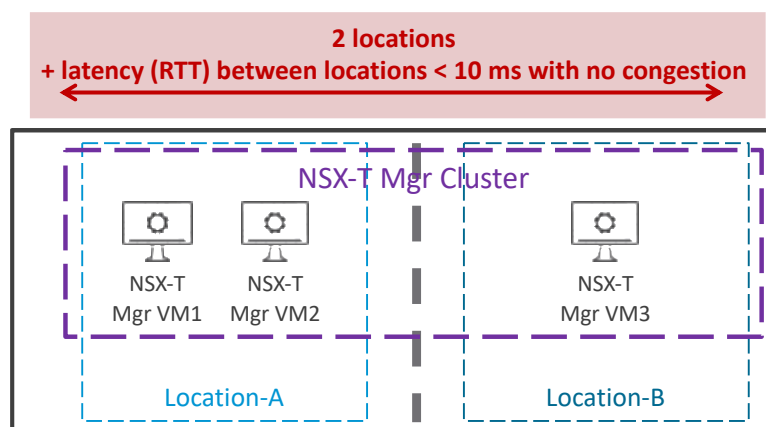 2 locations
+ latency (RTT) between locations < 10 ms with no congestion
NSX-T Mgr Cluster
NSX-T
Mgr VM1
NSX-T
Mgr VM2
NSX-T
Mgr VM3
Location-A
Location-B